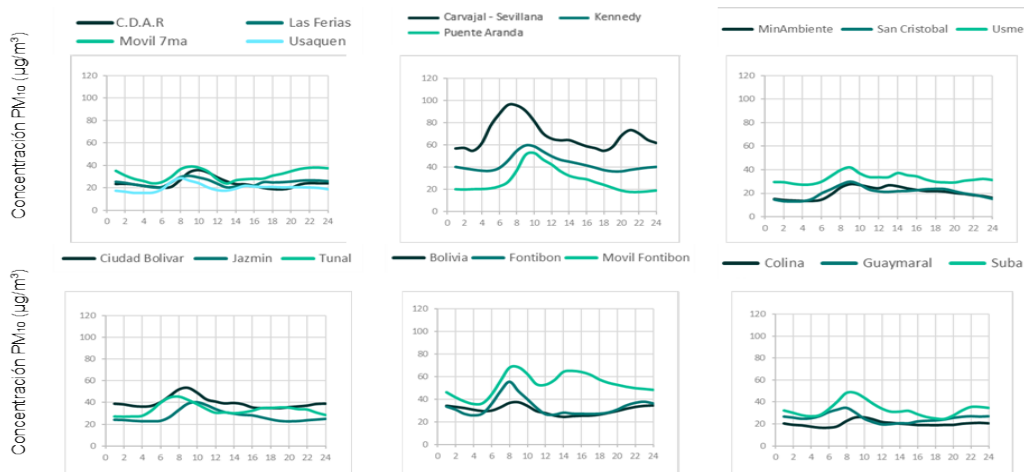 C.D.A.R Las Ferias
Movil 7ma Usaquen
Concentración PM₁₀ (µg/m³)
120
100
80
60
40
20
0
0 2 4 6 8 10 12 14 16 18 20 22 24
Carvajal - Sevillana Kennedy
Puente Aranda
120
100
80
60
40
20
0
0 2 4 6 8 10 12 14 16 18 20 22 24
MinAmbiente San Cristobal Usme
120
100
80
60
40
20
0
0 2 4 6 8 10 12 14 16 18 20 22 24
Ciudad Bolivar Jazmin Tunal
Concentración PM₁₀ (µg/m³)
120
100
80
60
40
20
0
0 2 4 6 8 10 12 14 16 18 20 22 24
Bolivia Fontibon Movil Fontibon
120
100
80
60
40
20
0
0 2 4 6 8 10 12 14 16 18 20 22 24
Colina Guaymaral Suba
120
100
80
60
40
20
0
0 2 4 6 8 10 12 14 16 18 20 22 24